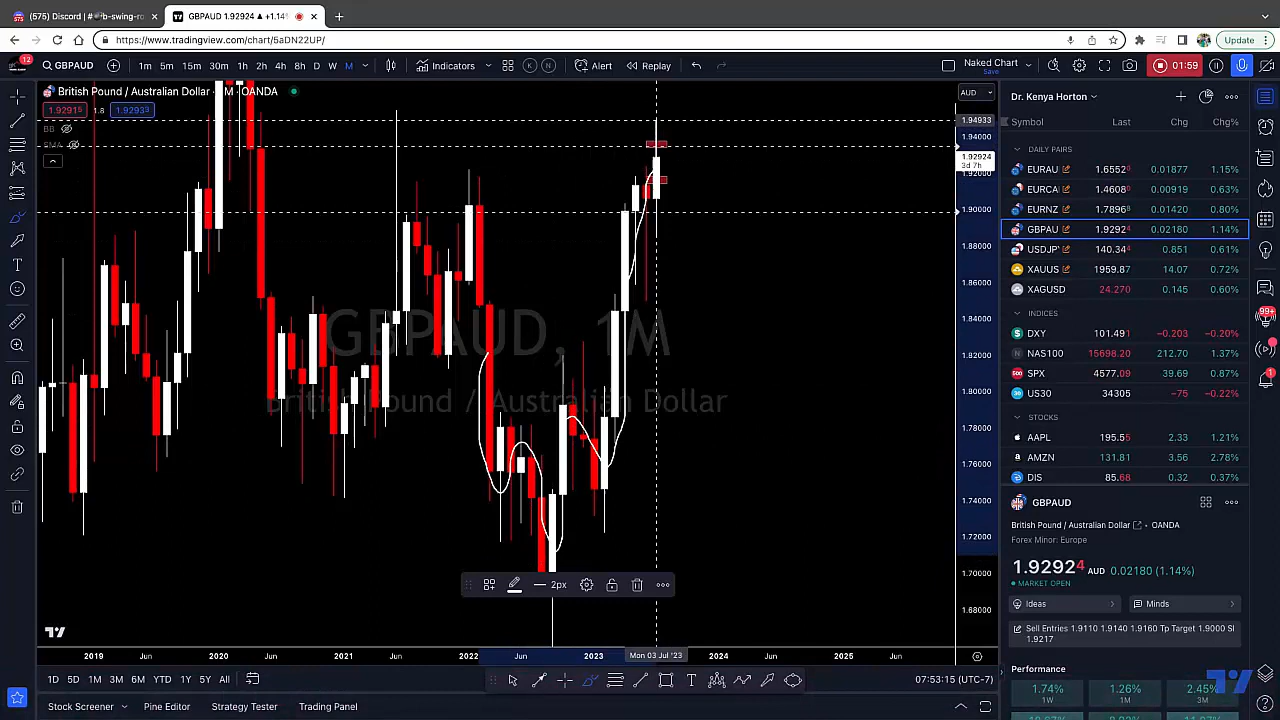 (575) Discord | #
GBPAUD 1.92924 ▲ +1.14%
https://www.tradingview.com/chart/5aDN22UP/
Update
12
GBPAUD
1m 5m 15m 30m 1h 2h 4h 8h D W M
Indicators
K N
Alert
Replay
Naked Chart
Save
01:59
British Pound / Australian Dollar · 1M · OANDA
1.92915 1.8 1.92933
BB
SMA
GBPAUD, 1M
British Pound / Australian Dollar
AUD
1.94933
1.94000
1.92924
3d 7h
1.92000
1.90000
1.88000
1.86000
1.84000
1.82000
1.80000
1.78000
1.76000
1.74000
1.72000
1.70000
1.68000
2px
2019 Jun 2020 Jun 2021 Jun 2022 Jun 2023 Mon 03 Jul '23 2024 Jun 2025 Jun
1D 5D 1M 3M 6M YTD 1Y 5Y All
07:53:15 (UTC-7)
Stock Screener
Pine Editor
Strategy Tester
Trading Panel
Dr. Kenya Horton
Symbol Last Chg Chg%
DAILY PAIRS
EURAU 1.6552 0.01877 1.15%
EURCA 1.4608 0.00919 0.63%
EURNZ 1.7896 0.01420 0.80%
GBPAU 1.92924 0.02180 1.14%
USDJP 140.34 0.851 0.61%
XAUUS 1959.87 14.07 0.72%
XAGUSD 24.270 0.145 0.60%
INDICES
DXY 101.491 −0.203 −0.20%
NAS100 15698.20 212.70 1.37%
SPX 4577.09 39.69 0.87%
US30 34305 −75 −0.22%
STOCKS
AAPL 195.55 2.33 1.21%
AMZN 131.81 3.56 2.78%
DIS 85.68 0.32 0.37%
GBPAUD
British Pound / Australian Dollar · OANDA
Forex Minor: Europe
1.92924 AUD 0.02180 (1.14%)
MARKET OPEN
Ideas
Minds
Sell Entries 1.9110 1.9140 1.9160 Tp Target 1.9000 Sl
1.9217
Performance
1.74%
1W
1.26%
1M
2.45%
3M
99+
1